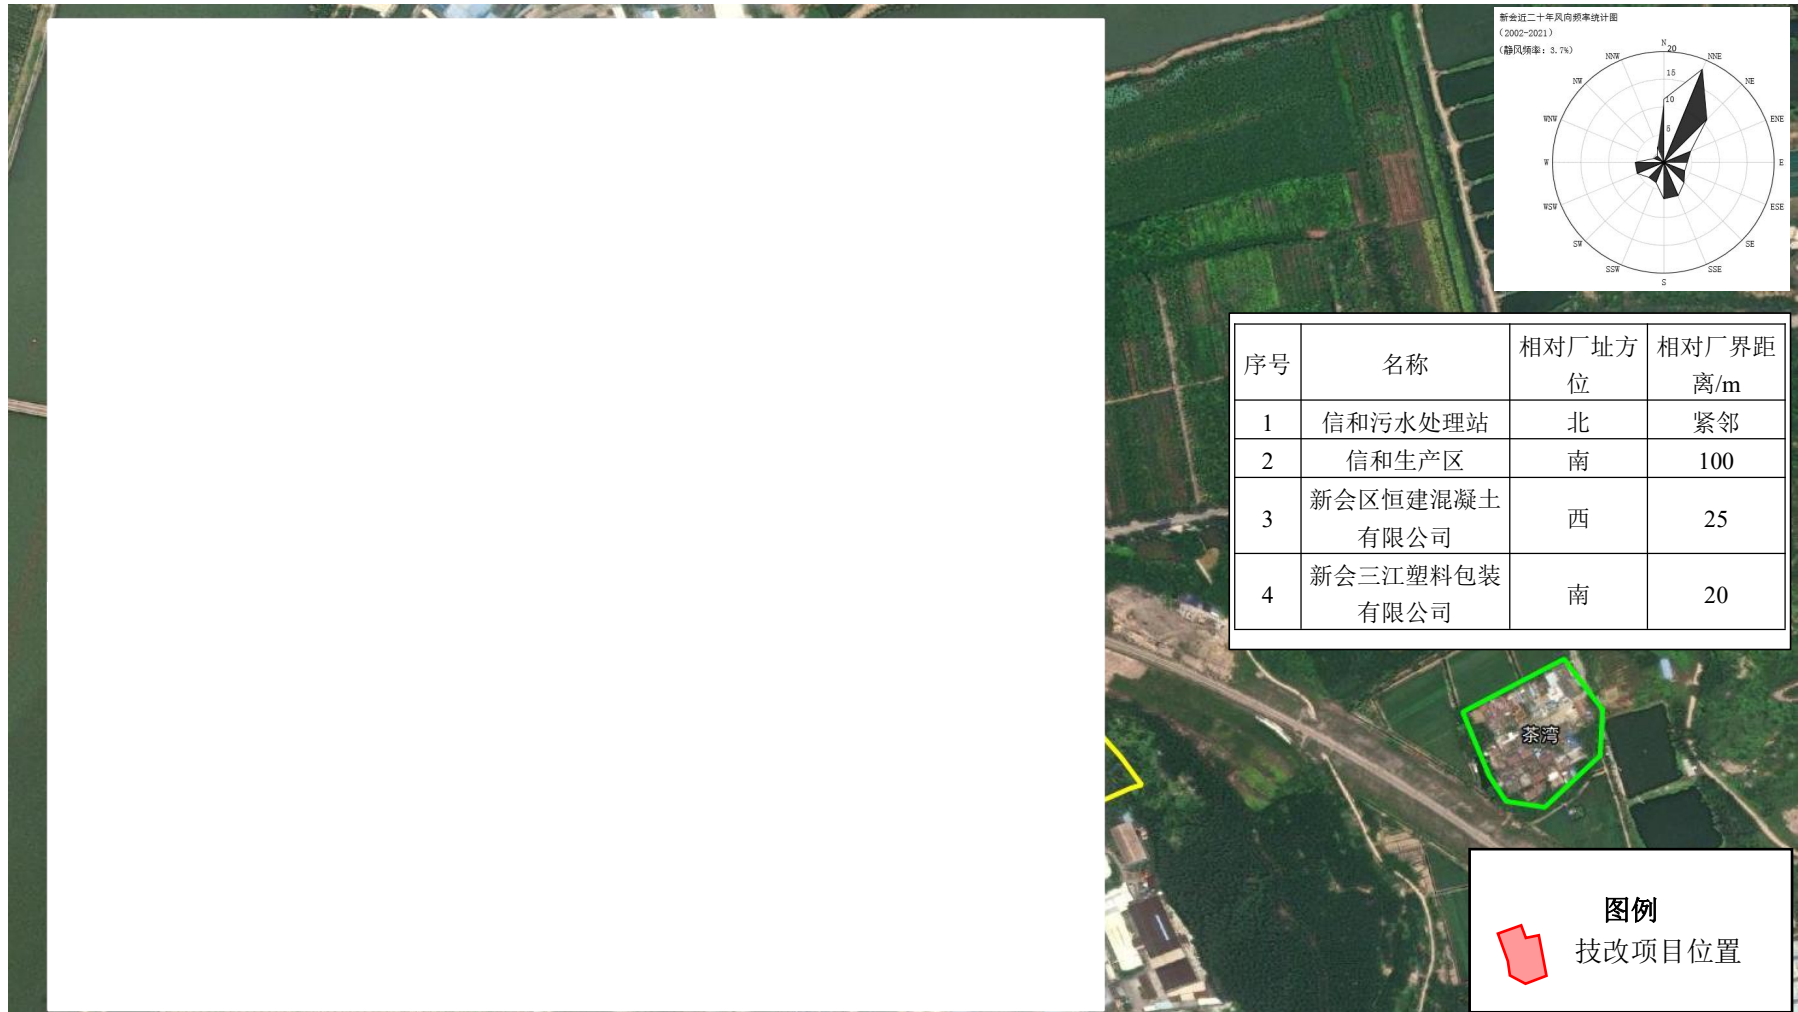 新会近二十年风向频率统计图
(2002-2021)
(静风频率: 3.7%)
N
NNE
NE
ENE
E
ESE
SE
SSE
S
SSW
SW
WSW
W
WNW
NW
NNW
20
15
10
5
序号 名称 相对厂址方位 相对厂界距离/m
1 信和污水处理站 北 紧邻
2 信和生产区 南 100
3 新会区恒建混凝土有限公司 西 25
4 新会三江塑料包装有限公司 南 20
茶湾
图例
技改项目位置